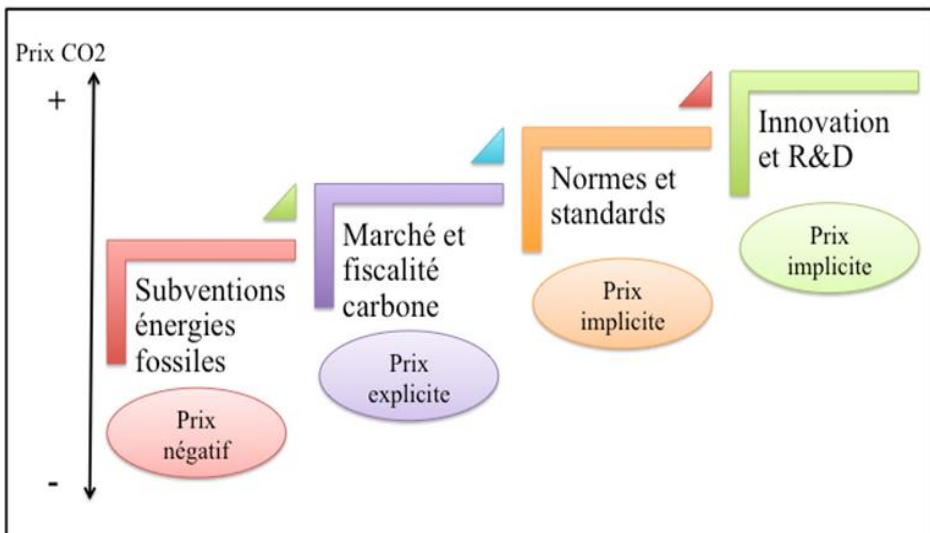 Prix CO2
+
-
Subventions
énergies
fossiles
Prix
négatif
Marché et
fiscalité
carbone
Prix
explicite
Normes et
standards
Prix
implicite
Innovation
et R&D
Prix
implicite